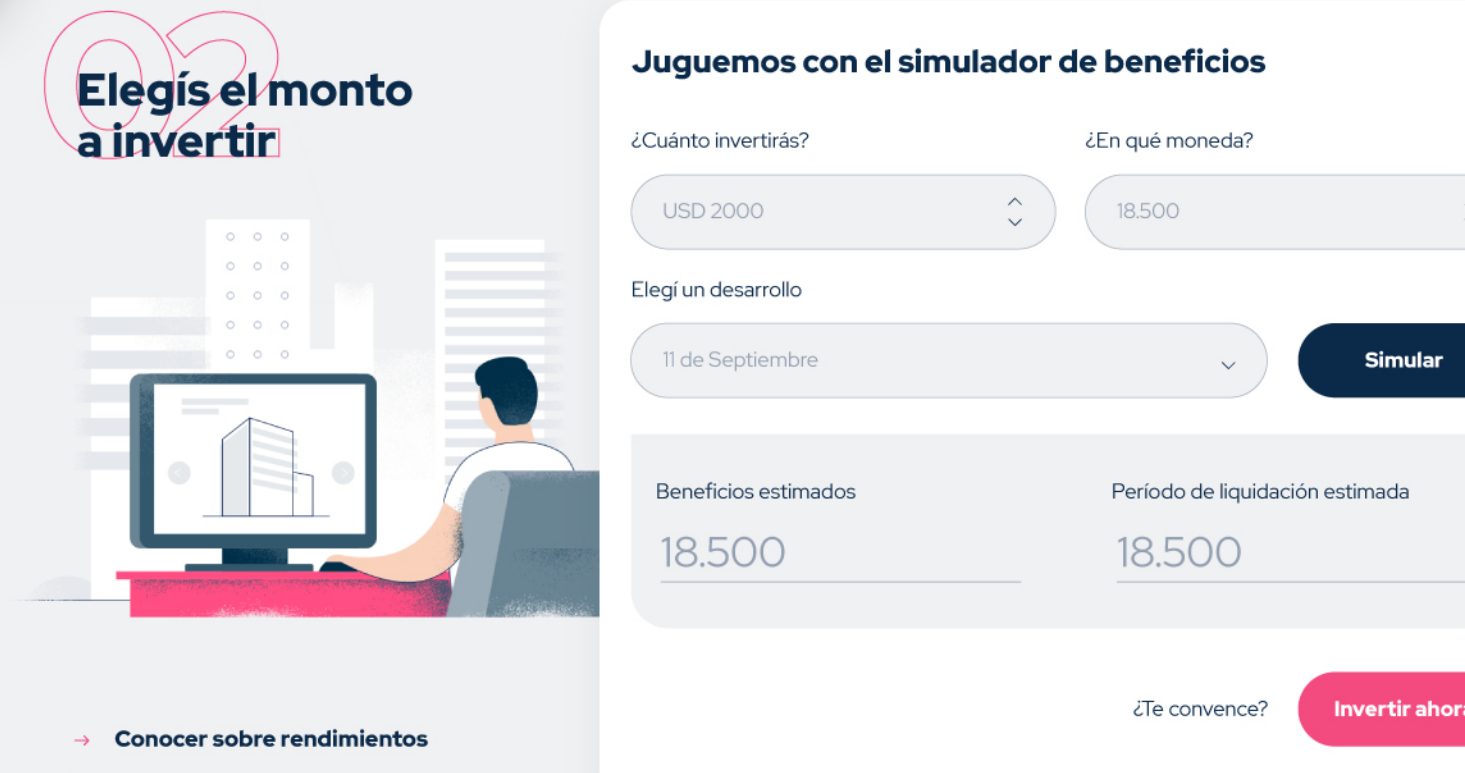 02
Elegís el monto
a invertir
Conocer sobre rendimientos
Juguemos con el simulador de beneficios
¿Cuánto invertirás?
¿En qué moneda?
USD 2000
18.500
Elegí un desarrollo
11 de Septiembre
Simular
Beneficios estimados
Período de liquidación estimada
18.500
18.500
¿Te convence?
Invertir ahora